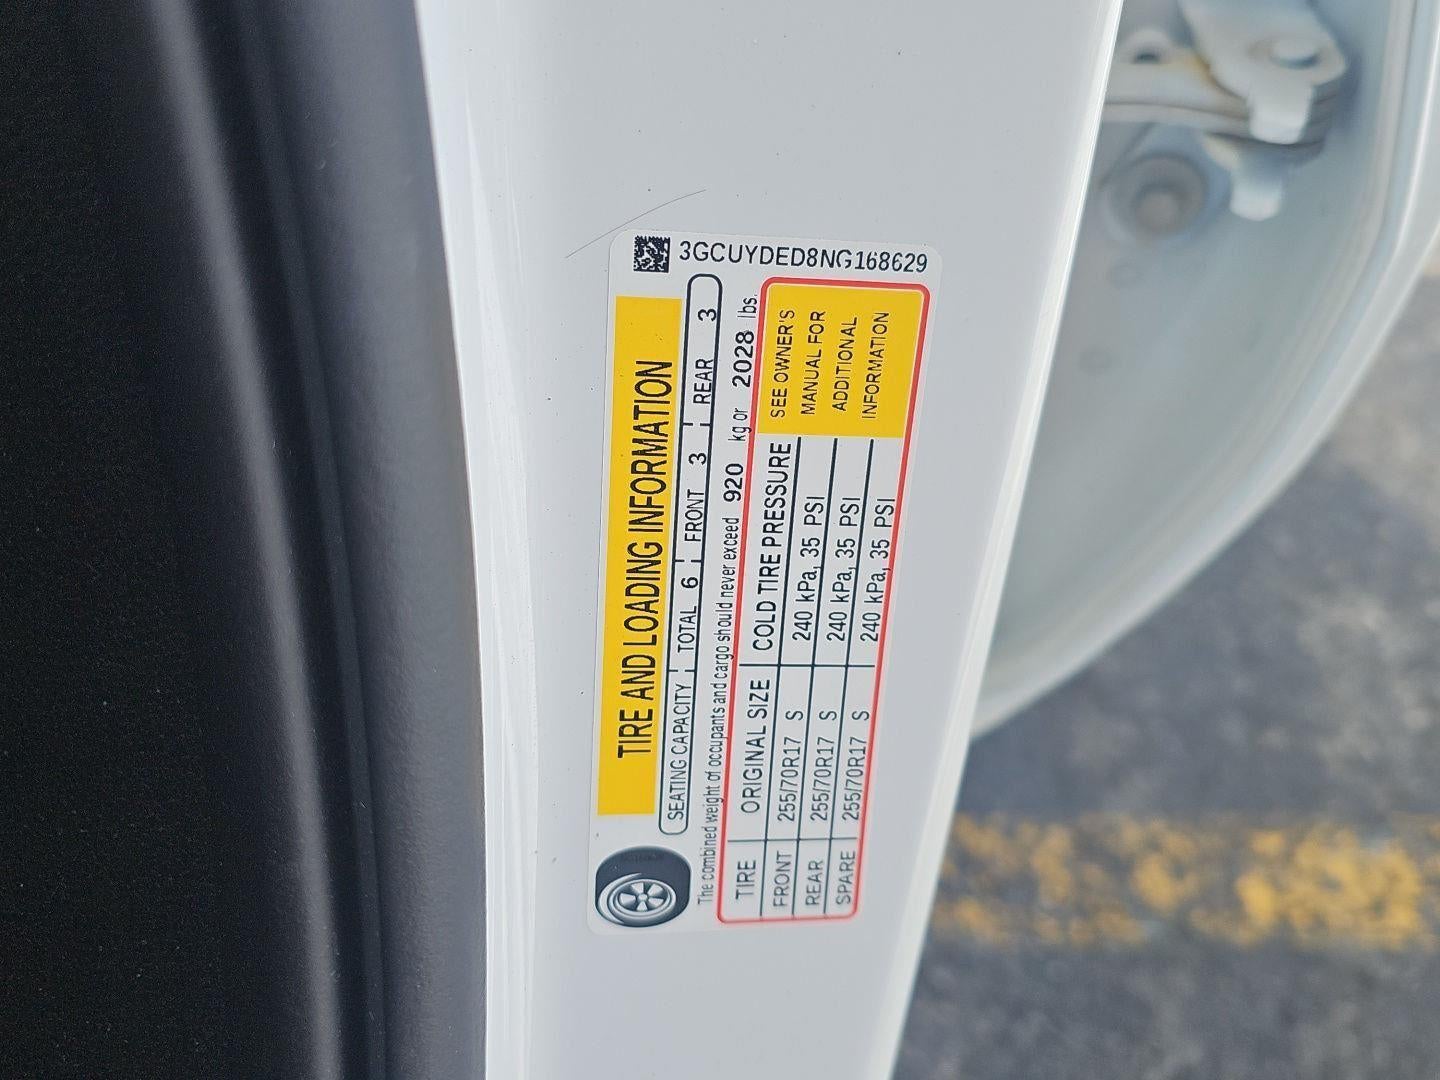 3GCUYDED8NG168629
TIRE AND LOADING INFORMATION
SEATING CAPACITY TOTAL 6 FRONT 3 REAR 3
The combined weight of occupants and cargo should never exceed 920 kg or 2028 lbs.
TIRE ORIGINAL SIZE COLD TIRE PRESSURE
FRONT 255/70R17 S 240 kPa, 35 PSI
REAR 255/70R17 S 240 kPa, 35 PSI
SPARE 255/70R17 S 240 kPa, 35 PSI
SEE OWNER'S
MANUAL FOR
ADDITIONAL
INFORMATION